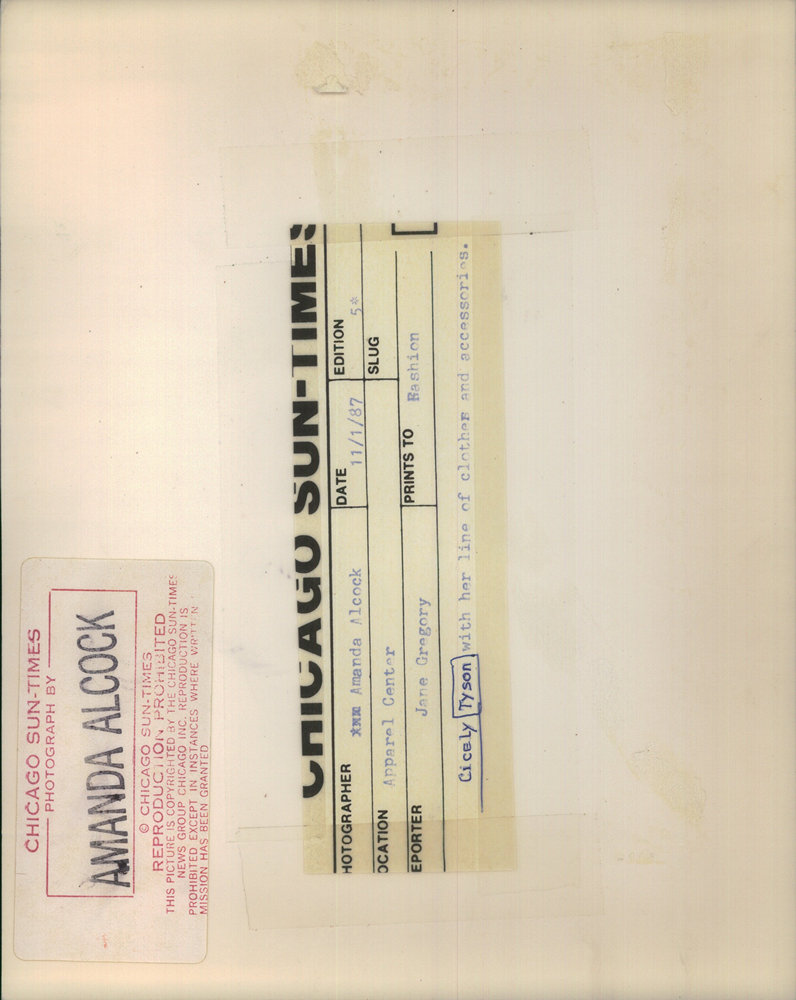 CHICAGO SUN-TIMES
PHOTOGRAPH BY
AMANDA ALCOCK
© CHICAGO SUN-TIMES
REPRODUCTION PROHIBITED
THIS PICTURE IS COPYRIGHTED BY THE CHICAGO SUN-TIMES
NEWS GROUP CHICAGO INC. REPRODUCTION IS
PROHIBITED EXCEPT IN INSTANCES WHERE WRITTEN
MISSION HAS BEEN GRANTED
CHICAGO SUN-TIMES
HOTOGRAPHER Amanda Alcock DATE 11/1/87 EDITION 5*
OCATION Apparel Center SLUG
EPORTER Jane Gregory PRINTS TO Fashion
Cicely Tyson with her line of clothes and accessories.